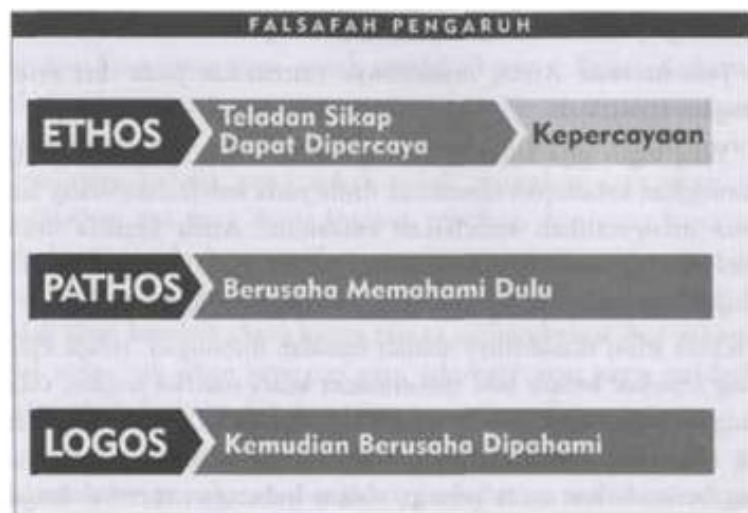 FALSAFAH PENGARUH
ETHOS
Teladan Sikap
Dapat Dipercaya
Kepercayaan
PATHOS
Berusaha Memahami Dulu
LOGOS
Kemudian Berusaha Dipahami